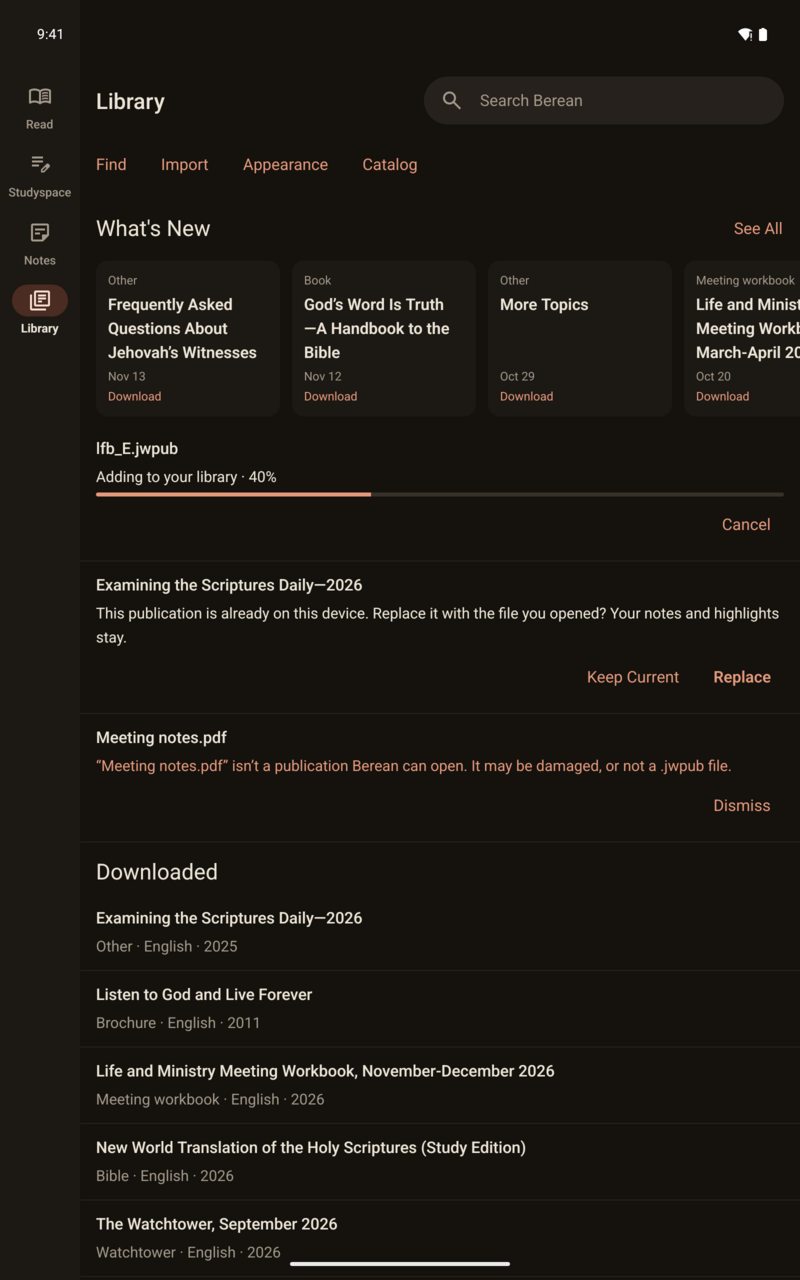 9:41
Library
Search Berean
Read
Studyspace
Notes
Library
Find
Import
Appearance
Catalog
What's New
See All
Other
Frequently Asked
Questions About
Jehovah’s Witnesses
Nov 13
Download
Book
God’s Word Is Truth
—A Handbook to the
Bible
Nov 12
Download
Other
More Topics
Oct 29
Download
Meeting workbook
Life and Minist
Meeting Workb
March-April 20
Oct 20
Download
lfb_E.jwpub
Adding to your library · 40%
Cancel
Examining the Scriptures Daily—2026
This publication is already on this device. Replace it with the file you opened? Your notes and highlights
stay.
Keep Current
Replace
Meeting notes.pdf
“Meeting notes.pdf” isn’t a publication Berean can open. It may be damaged, or not a .jwpub file.
Dismiss
Downloaded
Examining the Scriptures Daily—2026
Other · English · 2025
Listen to God and Live Forever
Brochure · English · 2011
Life and Ministry Meeting Workbook, November-December 2026
Meeting workbook · English · 2026
New World Translation of the Holy Scriptures (Study Edition)
Bible · English · 2026
The Watchtower, September 2026
Watchtower · English · 2026